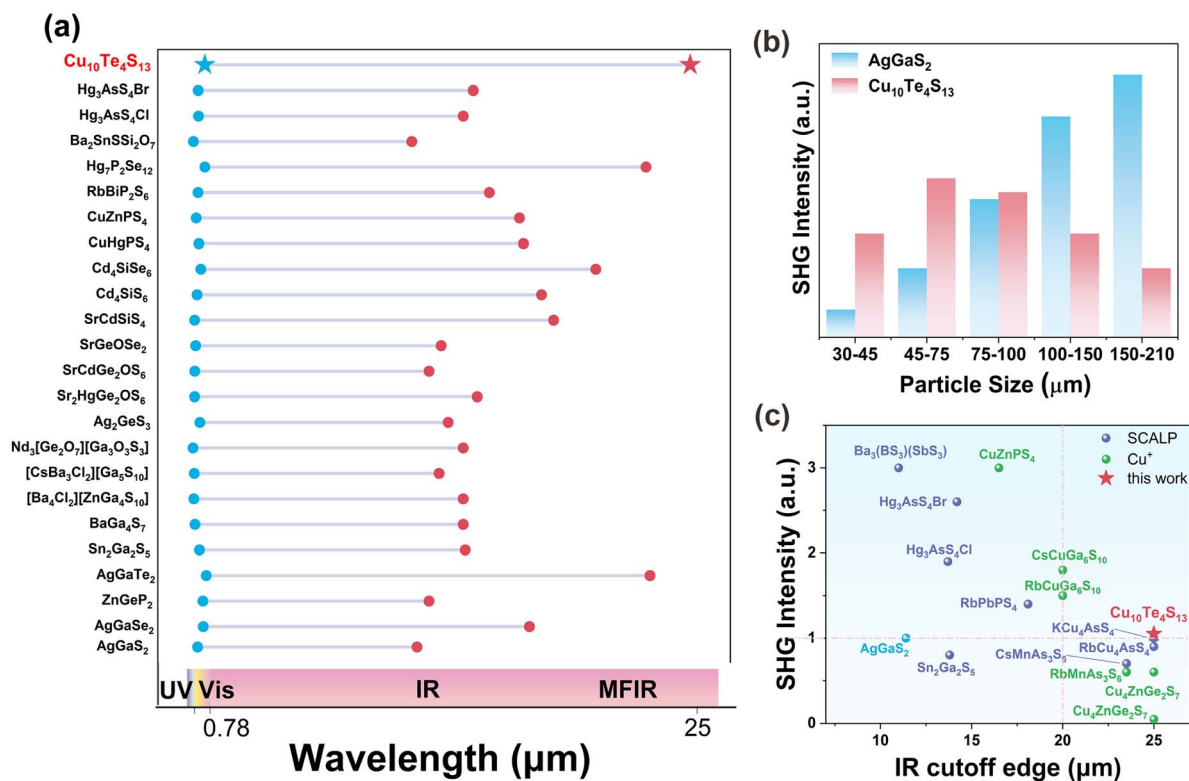 (a)
Cu₁₀Te₄S₁₃
Hg₃AsS₄Br
Hg₃AsS₄Cl
Ba₂SnSSi₂O₇
Hg₇P₂Se₁₂
RbBiP₂S₆
CuZnPS₄
CuHgPS₄
Cd₄SiSe₆
Cd₄SiS₆
SrCdSiS₄
SrGeOSe₂
SrCdGe₂OS₆
Sr₂HgGe₂OS₆
Ag₂GeS₃
Nd₃[Ge₂O₇][Ga₃O₃S₃]
[CsBa₃Cl₂][Ga₅S₁₀]
[Ba₄Cl₂][ZnGa₄S₁₀]
BaGa₄S₇
Sn₂Ga₂S₅
AgGaTe₂
ZnGeP₂
AgGaSe₂
AgGaS₂
UV Vis IR MFIR
0.78 25
Wavelength (μm)
(b)
AgGaS₂
Cu₁₀Te₄S₁₃
SHG Intensity (a.u.)
30-45 45-75 75-100 100-150 150-210
Particle Size (μm)
(c)
SCALP
Cu⁺
this work
Ba₃(BS₃)(SbS₃)
CuZnPS₄
Hg₃AsS₄Br
Hg₃AsS₄Cl
CsCuGa₆S₁₀
RbCuGa₆S₁₀
RbPbPS₄
Cu₁₀Te₄S₁₃
KCu₄AsS₄
AgGaS₂
RbCu₄AsS₄
CsMnAs₃S₆
Sn₂Ga₂S₅
RbMnAs₃S₆
Cu₄ZnGe₂S₇
Cu₄ZnGe₂S₇
3
2
1
0
SHG Intensity (a.u.)
10 15 20 25
IR cutoff edge (μm)